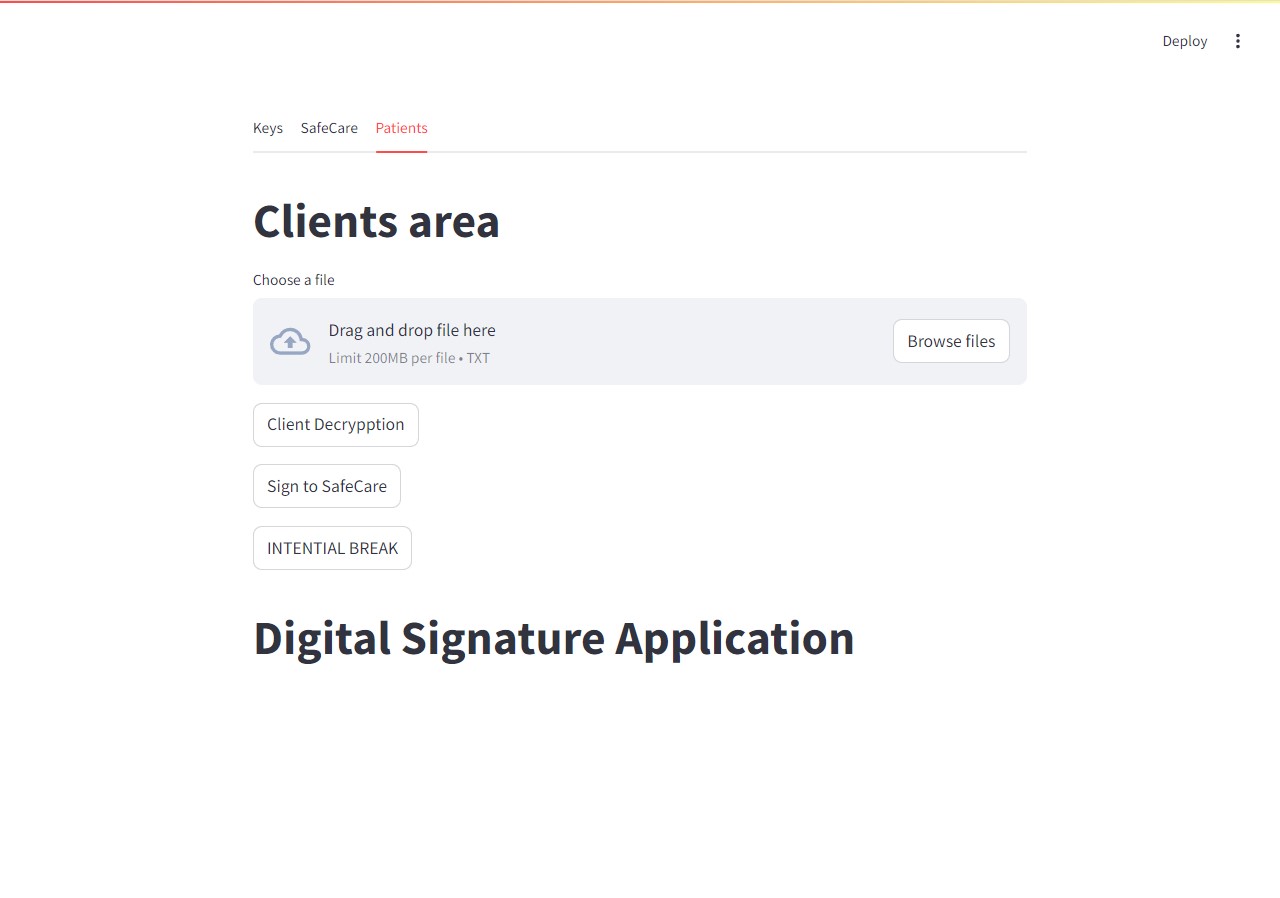 Deploy
Keys SafeCare Patients
Clients area
Choose a file
Drag and drop file here
Limit 200MB per file • TXT
Browse files
Client Decrypption
Sign to SafeCare
INTENTIAL BREAK
Digital Signature Application